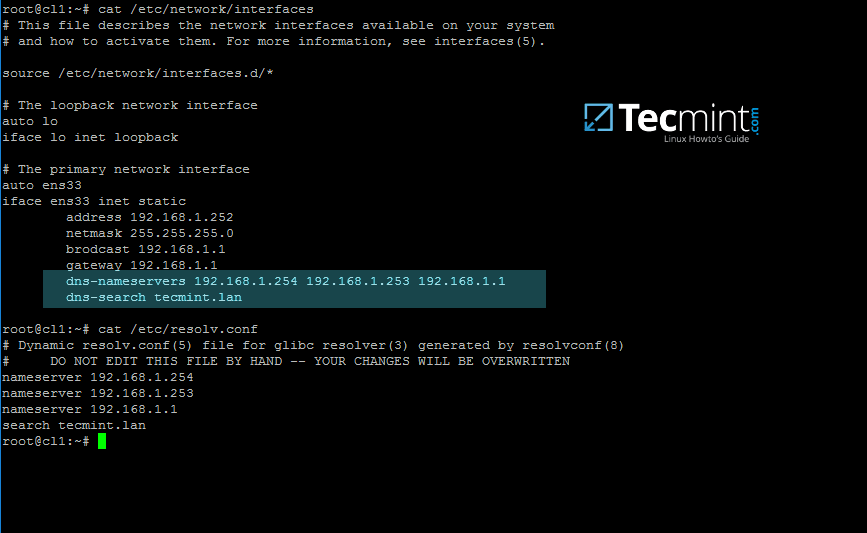 root@cl1:~# cat /etc/network/interfaces
# This file describes the network interfaces available on your system
# and how to activate them. For more information, see interfaces(5).
source /etc/network/interfaces.d/*
# The loopback network interface
auto lo
iface lo inet loopback
# The primary network interface
auto ens33
iface ens33 inet static
address 192.168.1.252
netmask 255.255.255.0
brodcast 192.168.1.1
gateway 192.168.1.1
dns-nameservers 192.168.1.254 192.168.1.253 192.168.1.1
dns-search tecmint.lan
root@cl1:~# cat /etc/resolv.conf
# Dynamic resolv.conf(5) file for glibc resolver(3) generated by resolvconf(8)
#     DO NOT EDIT THIS FILE BY HAND -- YOUR CHANGES WILL BE OVERWRITTEN
nameserver 192.168.1.254
nameserver 192.168.1.253
nameserver 192.168.1.1
search tecmint.lan
root@cl1:~#
Tecmint.com
Linux Howto's Guide